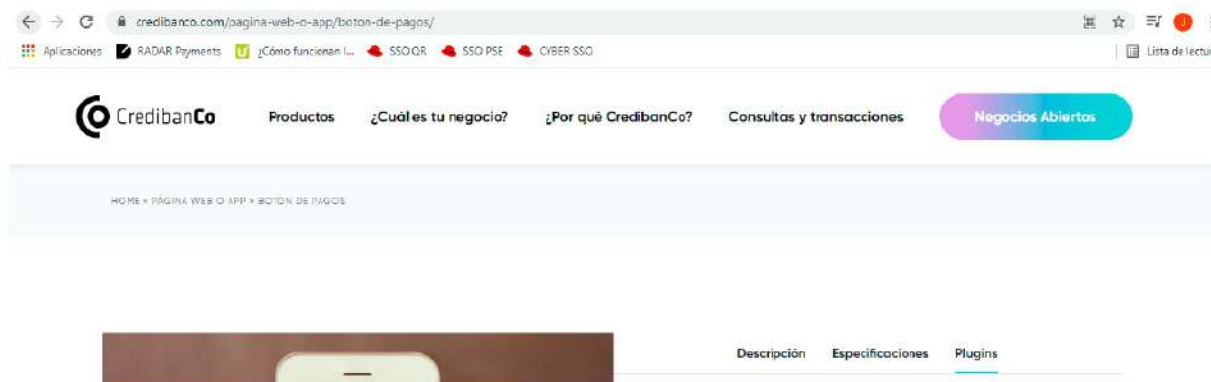 credibanco.com/pagina-web-o-app/boton-de-pagos/
Aplicaciones RADAR Payments ¿Cómo funcionan l... SSO QR SSO PSE CYBER SSO Lista de lectur
CredibanCo Productos ¿Cuál es tu negocio? ¿Por qué CredibanCo? Consultas y transacciones Negocios Abiertos
HOME » PÁGINA WEB O APP » BOTÓN DE PAGOS
Descripción Especificaciones Plugins